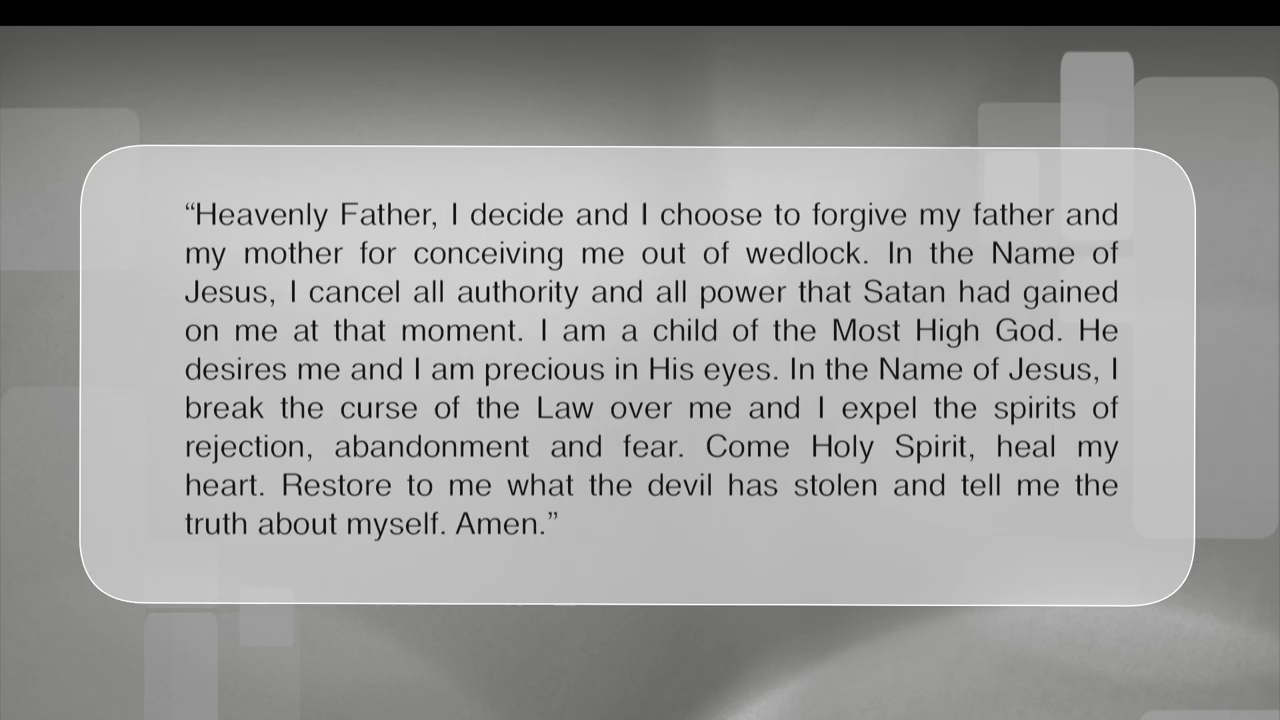 “Heavenly Father, I decide and I choose to forgive my father and
my mother for conceiving me out of wedlock. In the Name of
Jesus, I cancel all authority and all power that Satan had gained
on me at that moment. I am a child of the Most High God. He
desires me and I am precious in His eyes. In the Name of Jesus, I
break the curse of the Law over me and I expel the spirits of
rejection, abandonment and fear. Come Holy Spirit, heal my
heart. Restore to me what the devil has stolen and tell me the
truth about myself. Amen.”